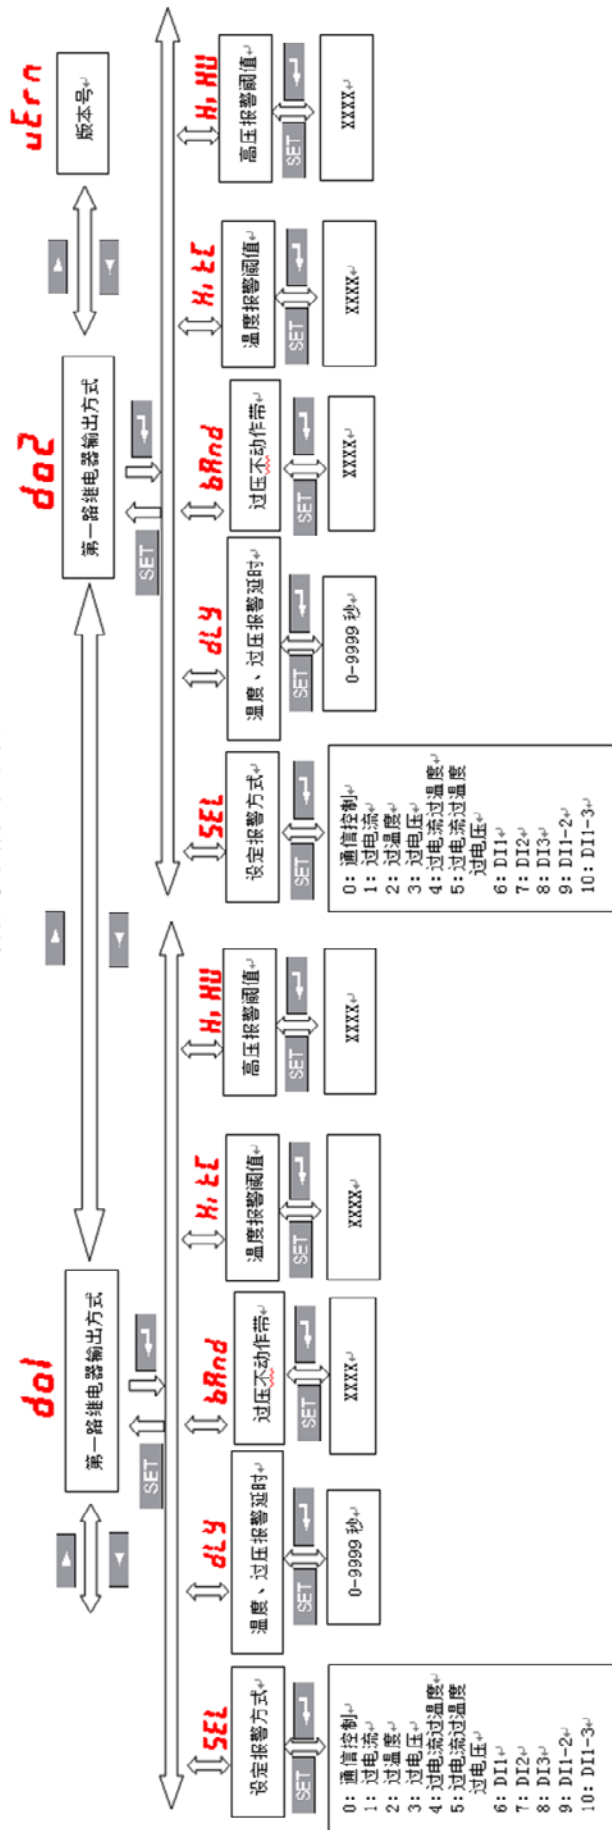 do1
第一路继电器输出方式
SET
SEL
设定报警方式
SET
0: 通信控制
1: 过电流
2: 过温度
3: 过电压
4: 过电流过温度
5: 过电流过温度
过电压
6: DI1
7: DI2
8: DI3
9: DI1-2
10: DI1-3
dLy
温度、过压报警延时
SET
0-9999 秒
bAnd
过压不动作带
SET
XXXX
Hi tC
温度报警阈值
SET
XXXX
Hi HU
高压报警阈值
SET
XXXX
do2
第一路继电器输出方式
SET
SEL
设定报警方式
SET
0: 通信控制
1: 过电流
2: 过温度
3: 过电压
4: 过电流过温度
5: 过电流过温度
过电压
6: DI1
7: DI2
8: DI3
9: DI1-2
10: DI1-3
dLy
温度、过压报警延时
SET
0-9999 秒
bAnd
过压不动作带
SET
XXXX
Hi tC
温度报警阈值
SET
XXXX
Hi HU
高压报警阈值
SET
XXXX
uErn
版本号